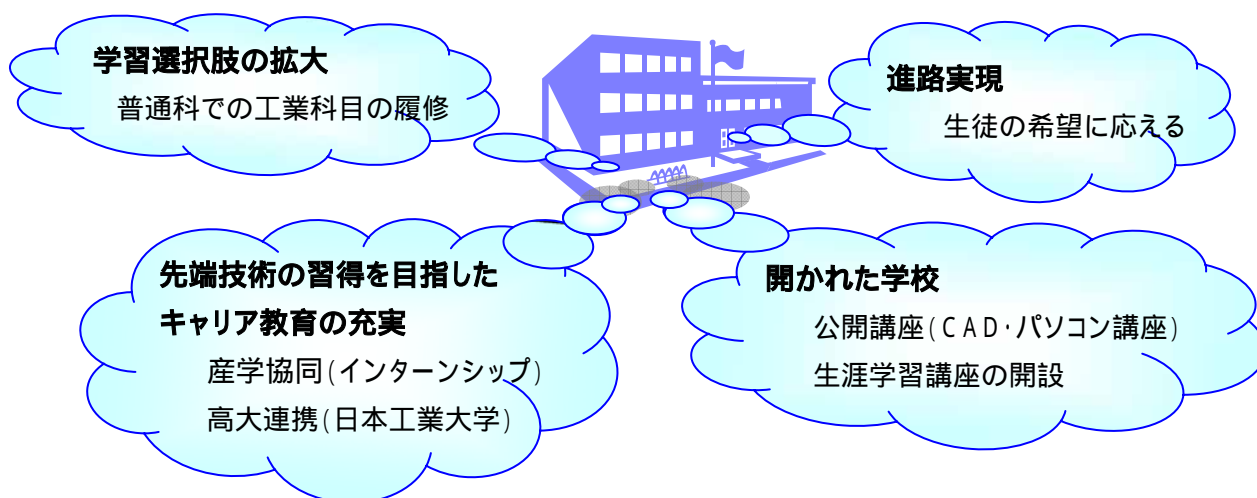 学習選択肢の拡大
普通科での工業科目の履修
進路実現
生徒の希望に応える
先端技術の習得を目指した
キャリア教育の充実
産学協同(インターンシップ)
高大連携(日本工業大学)
開かれた学校
公開講座(CAD・パソコン講座)
生涯学習講座の開設